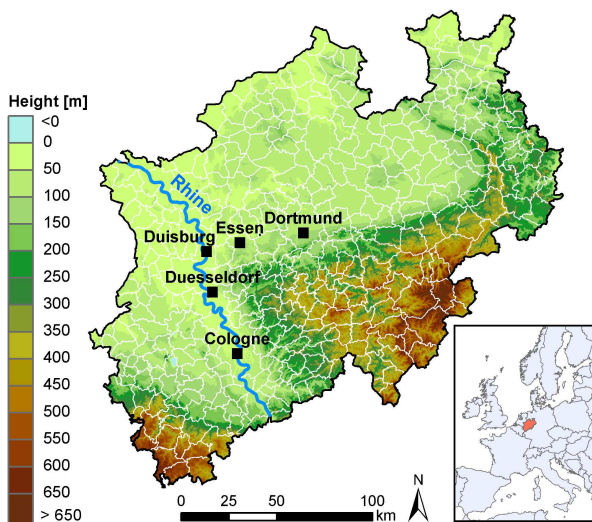 Height [m]
<0
0
50
100
150
200
250
300
350
400
450
500
550
600
650
> 650
Rhine
Dortmund
Essen
Duisburg
Duesseldorf
Cologne
N
0 25 50 100
km